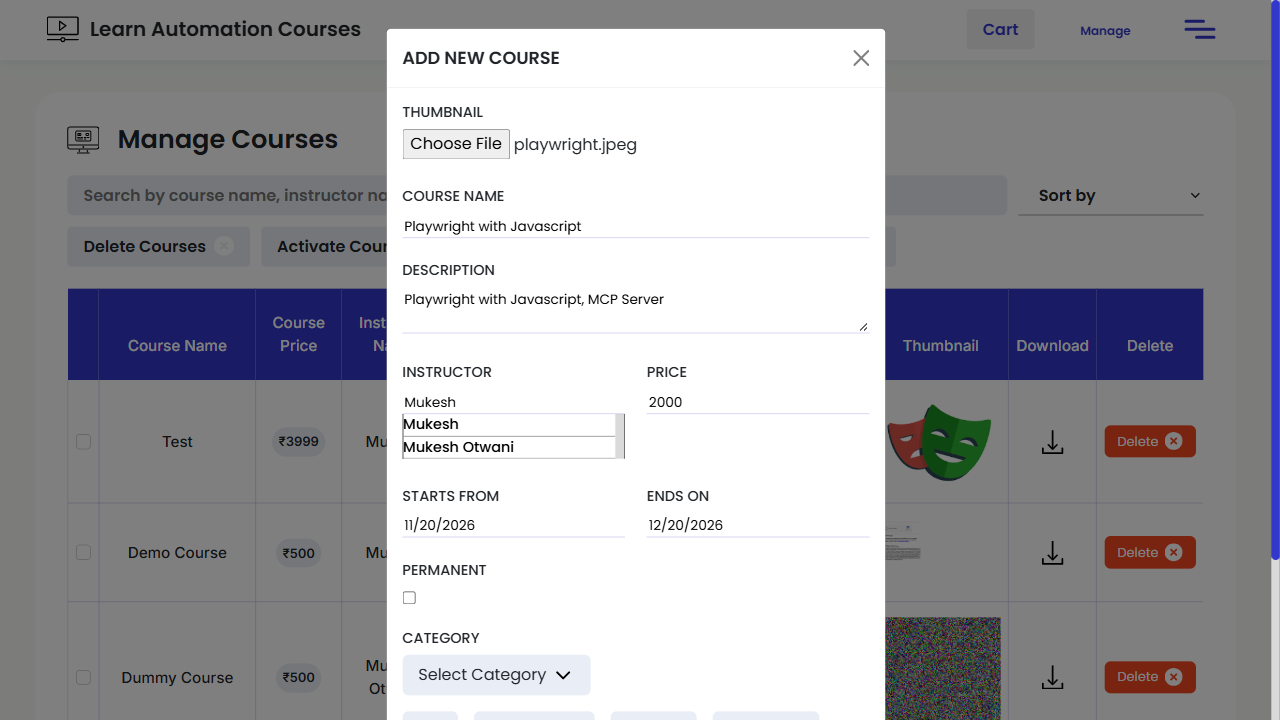 Learn Automation Courses
Cart
Manage
ADD NEW COURSE
THUMBNAIL
Choose File playwright.jpeg
COURSE NAME
Playwright with Javascript
DESCRIPTION
Playwright with Javascript, MCP Server
INSTRUCTOR
PRICE
Mukesh
2000
Mukesh
Mukesh Otwani
STARTS FROM
ENDS ON
11/20/2026
12/20/2026
PERMANENT
CATEGORY
Select Category
Manage Courses
Search by course name, instructor na
Sort by
Delete Courses
Activate Cour
Course Name
Course
Price
Thumbnail
Download
Delete
Test
₹3999
Mu
Delete
Demo Course
₹500
Mu
Delete
Dummy Course
₹500
Mu
Ot
Delete